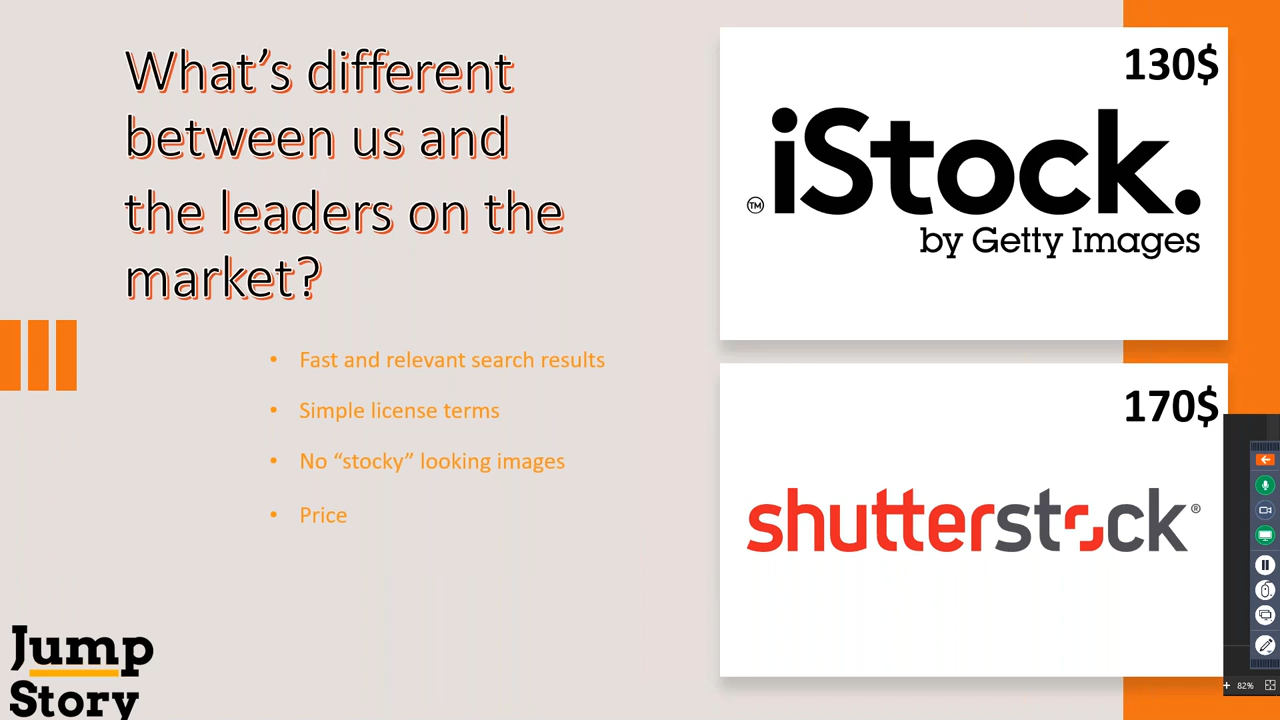 What’s different
between us and
the leaders on the
market?
• Fast and relevant search results
• Simple license terms
• No “stocky” looking images
• Price
130$
iStock.
TM
by Getty Images
170$
shutterstock®
Jump
Story
+ 82%